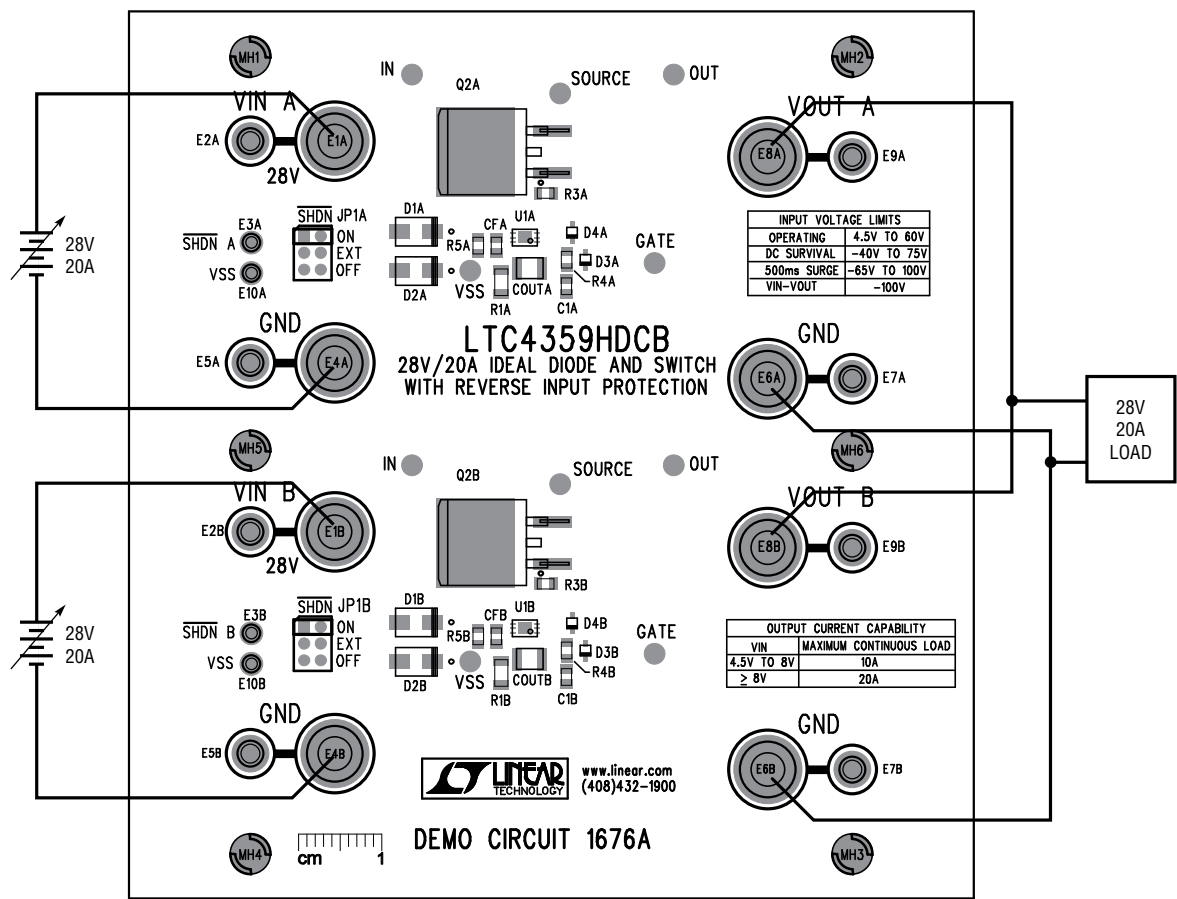 MH1
MH2
IN
Q2A
SOURCE
OUT
VIN A
VOUT A
E2A
E1A
28V
E8A
E9A
R3A
SHDN JP1A
ON
EXT
OFF
E3A
SHDN A
VSS
E10A
D1A
CFA
U1A
R5A
D4A
D3A
R4A
GATE
D2A
VSS
R1A
COUTA
C1A
INPUT VOLTAGE LIMITS
OPERATING 4.5V TO 60V
DC SURVIVAL -40V TO 75V
500ms SURGE -65V TO 100V
VIN-VOUT -100V
28V
20A
GND
E5A
E4A
LTC4359HDCB
28V/20A IDEAL DIODE AND SWITCH
WITH REVERSE INPUT PROTECTION
GND
E6A
E7A
28V
20A
LOAD
MH5
MH6
IN
Q2B
SOURCE
OUT
VIN B
VOUT B
E2B
E1B
28V
E8B
E9B
R3B
SHDN JP1B
ON
EXT
OFF
E3B
SHDN B
VSS
E10B
D1B
CFB
U1B
R5B
D4B
D3B
R4B
GATE
D2B
VSS
R1B
COUTB
C1B
OUTPUT CURRENT CAPABILITY
VIN MAXIMUM CONTINUOUS LOAD
4.5V TO 8V 10A
≥ 8V 20A
28V
20A
GND
E5B
E4B
GND
E6B
E7B
LINEAR
TECHNOLOGY
www.linear.com
(408)432-1900
MH4
cm 1
DEMO CIRCUIT 1676A
MH3